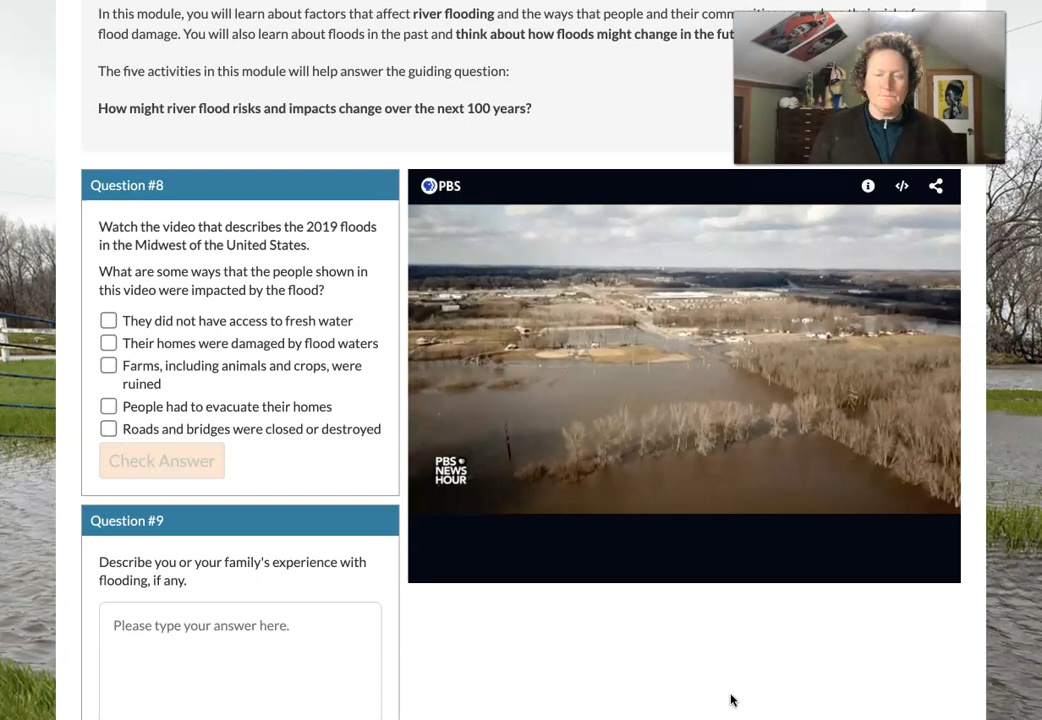 In this module, you will learn about factors that affect river flooding and the ways that people and their
flood damage. You will also learn about floods in the past and think about how floods might change in the
The five activities in this module will help answer the guiding question:
How might river flood risks and impacts change over the next 100 years?
Question #8
Watch the video that describes the 2019 floods
in the Midwest of the United States.
What are some ways that the people shown in
this video were impacted by the flood?
They did not have access to fresh water
Their homes were damaged by flood waters
Farms, including animals and crops, were
ruined
People had to evacuate their homes
Roads and bridges were closed or destroyed
Check Answer
PBS
PBS
NEWS
HOUR
Question #9
Describe you or your family's experience with
flooding, if any.
Please type your answer here.